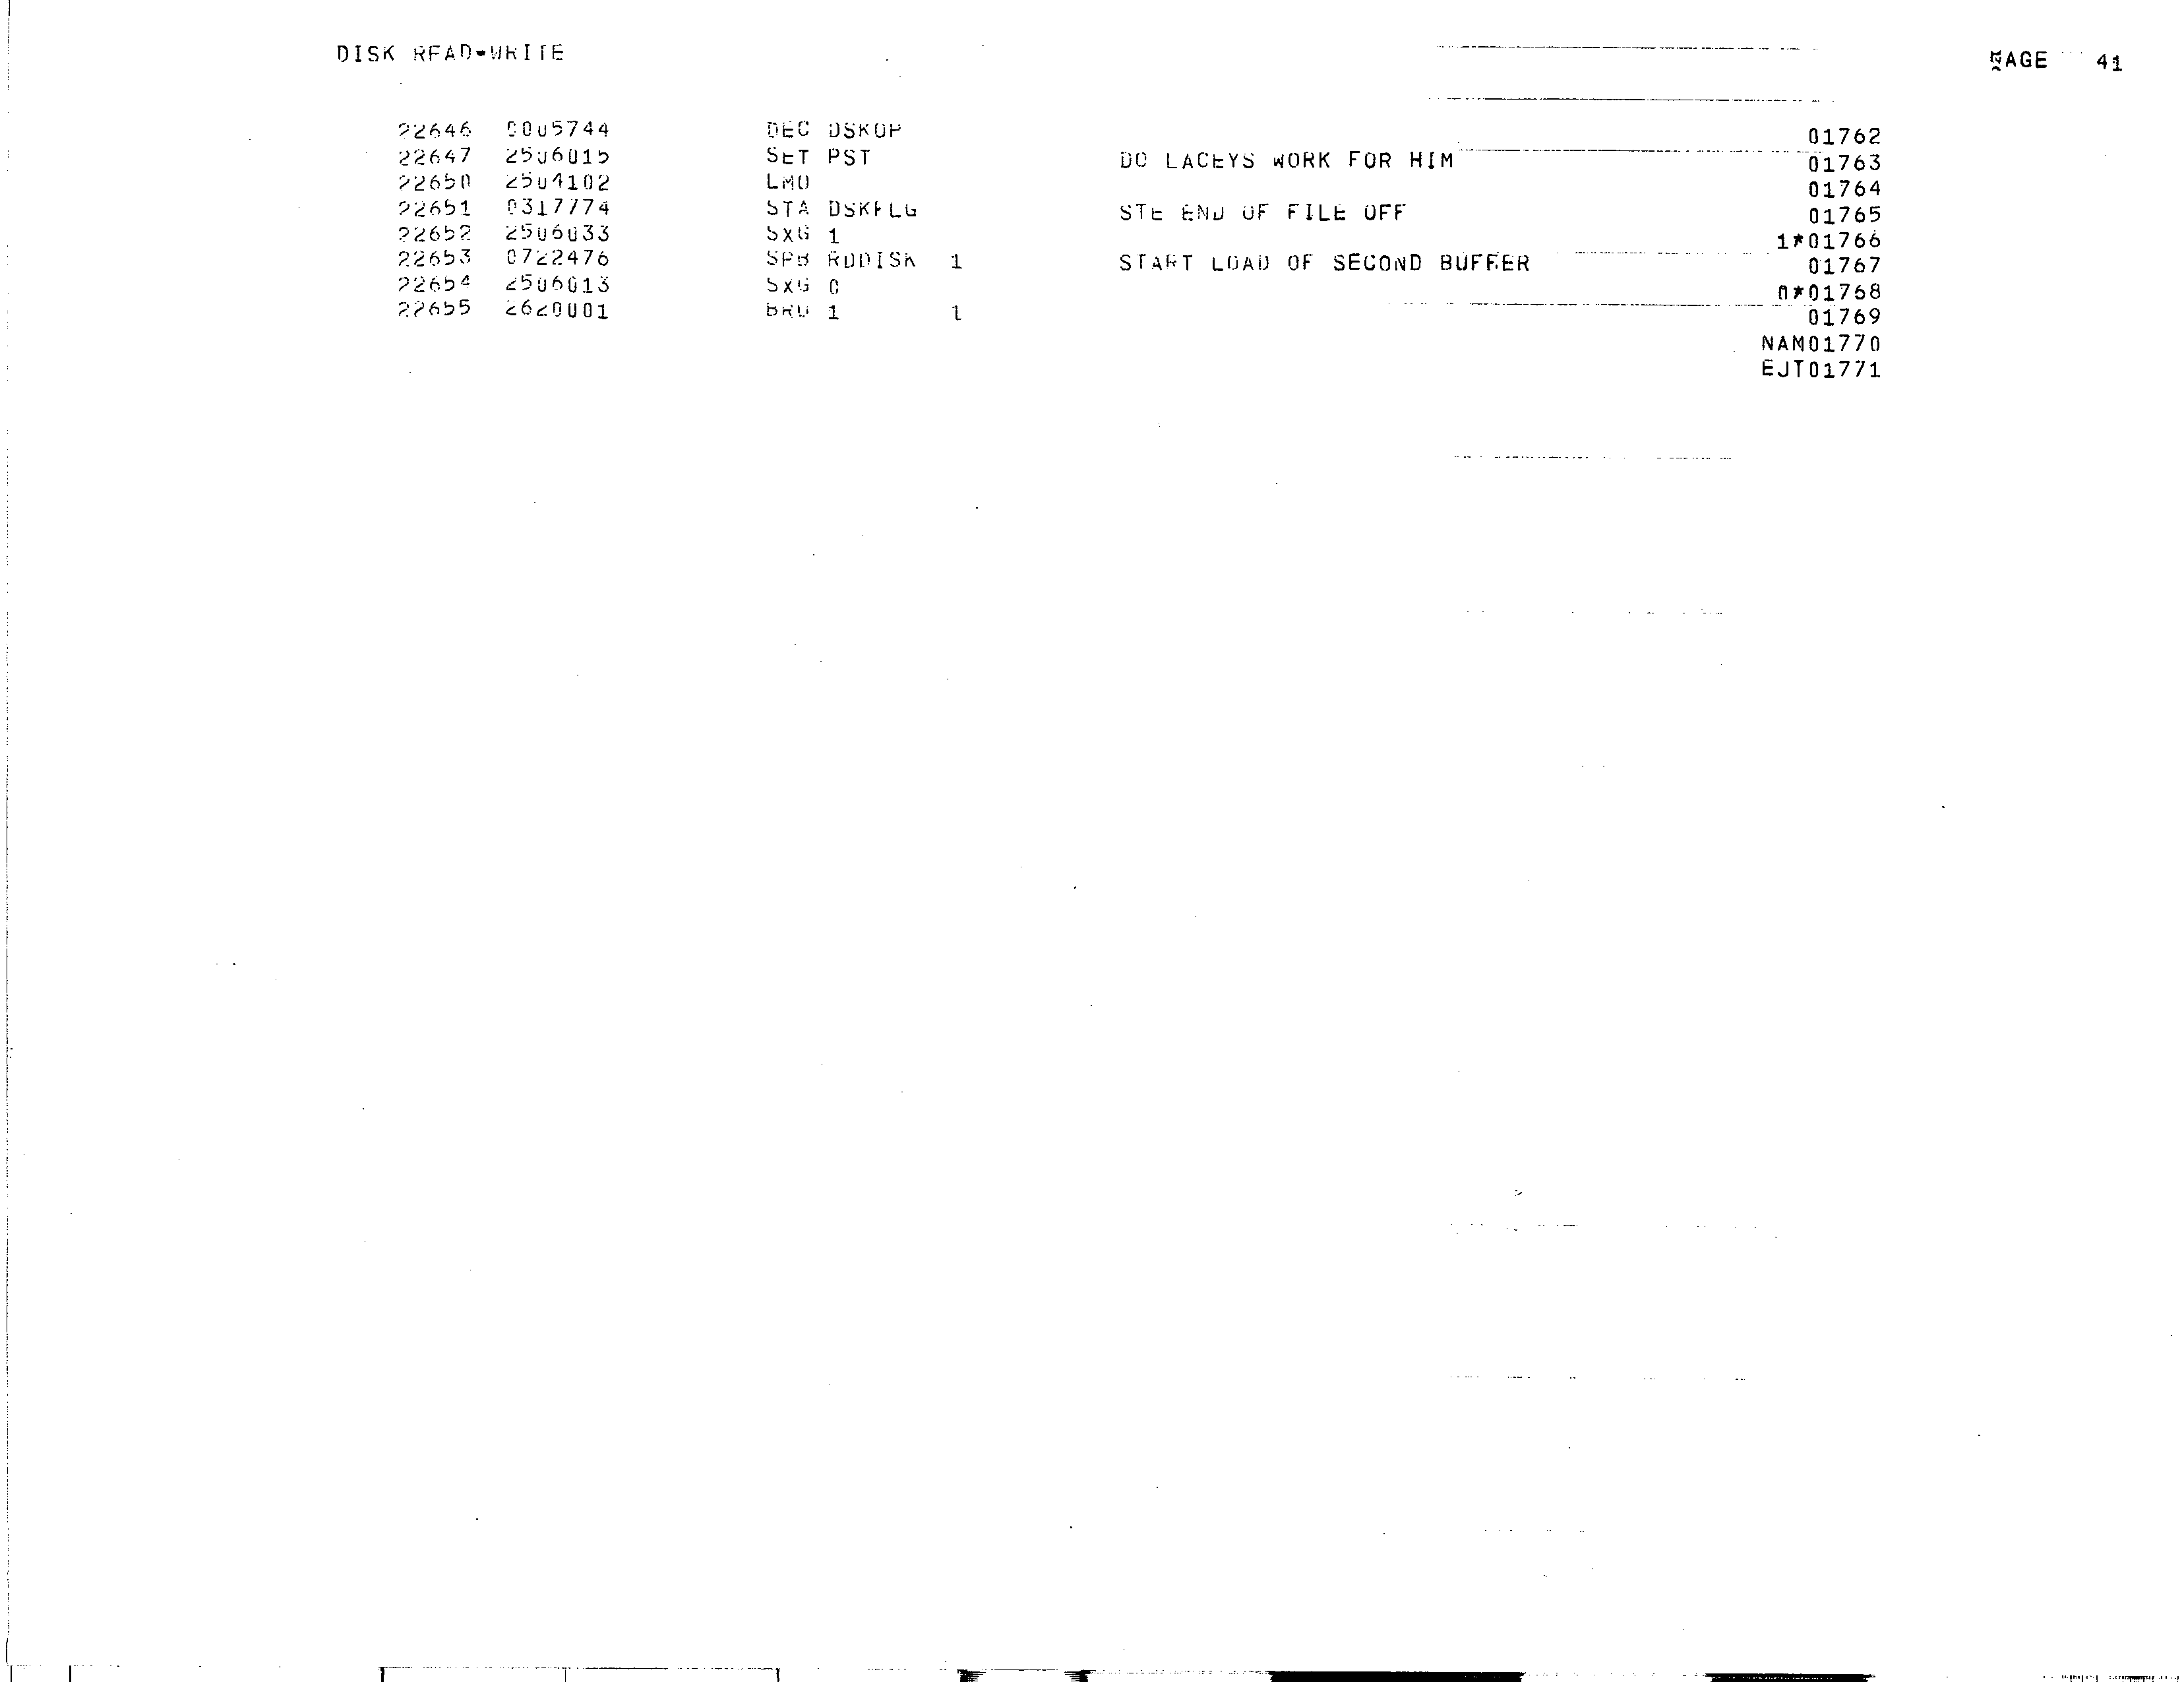 DISK READ-WRITE PAGE 41
22646 0005744 DEC DSKOP 01762
22647 2506015 SET PST DO LACEYS WORK FOR HIM 01763
22650 2504102 LMO 01764
22651 0317774 STA DSKFLG STE END OF FILE OFF 01765
22652 2506033 SXG 1 1*01766
22653 0722476 SPB RDDISK 1 START LOAD OF SECOND BUFFER 01767
22654 2506013 SXG 0 0*01768
22655 2620001 BRU 1 1 01769
NAM01770
EJT01771